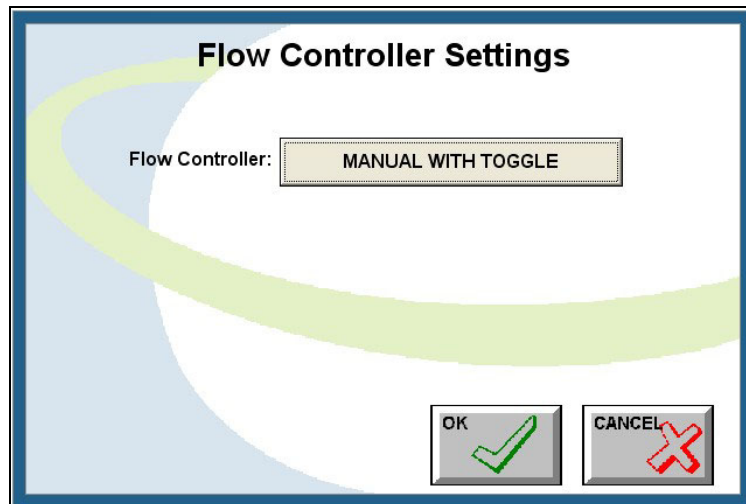 Flow Controller Settings
Flow Controller: MANUAL WITH TOGGLE
OK CANCEL